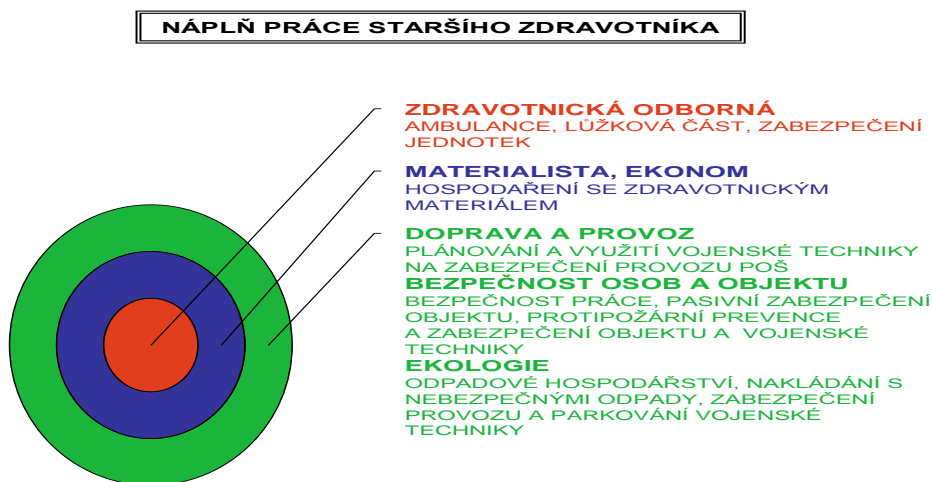 NÁPLŇ PRÁCE STARŠÍHO ZDRAVOTNÍKA
ZDRAVOTNICKÁ ODBORNÁ
AMBULANCE, LŮŽKOVÁ ČÁST, ZABEZPEČENÍ
JEDNOTEK
MATERIALISTA, EKONOM
HOSPODAŘENÍ SE ZDRAVOTNICKÝM
MATERIÁLEM
DOPRAVA A PROVOZ
PLÁNOVÁNÍ A VYUŽITÍ VOJENSKÉ TECHNIKY
NA ZABEZPEČENÍ PROVOZU POŠ
BEZPEČNOST OSOB A OBJEKTU
BEZPEČNOST PRÁCE, PASIVNÍ ZABEZPEČENÍ
OBJEKTU, PROTIPOŽÁRNÍ PREVENCE
A ZABEZPEČENÍ OBJEKTU A VOJENSKÉ
TECHNIKY
EKOLOGIE
ODPADOVÉ HOSPODÁŘSTVÍ, NAKLÁDÁNÍ S
NEBEZPEČNÝMI ODPADY, ZABEZPEČENÍ
PROVOZU A PARKOVÁNÍ VOJENSKÉ
TECHNIKY